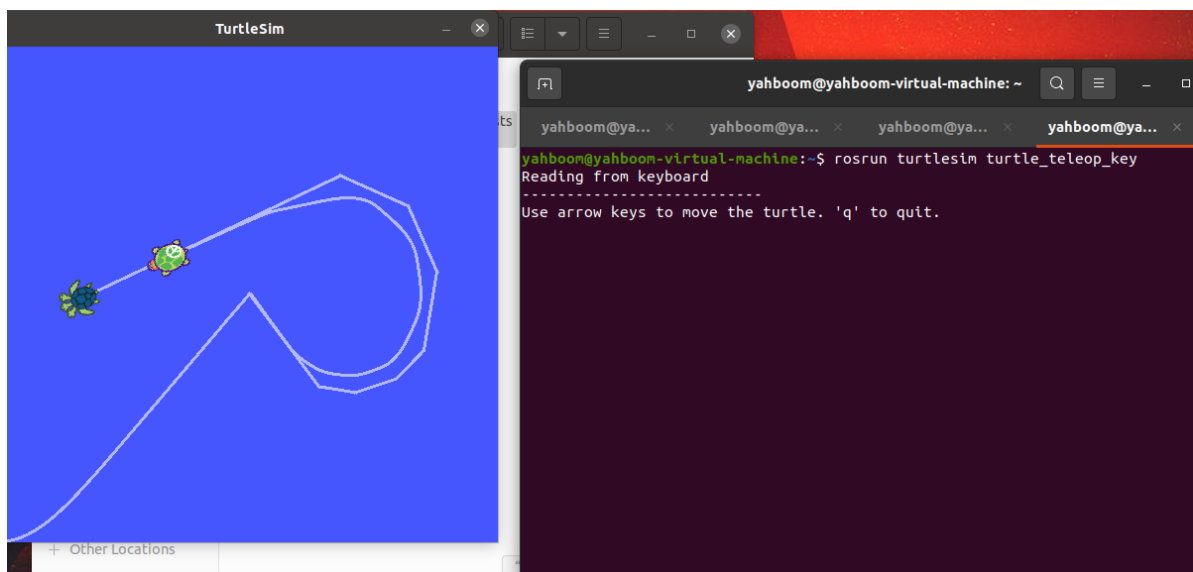 TurtleSim
ts
yahboom@yahboom-virtual-machine: ~
yahboom@ya... yahboom@ya... yahboom@ya... yahboom@ya...
yahboom@yahboom-virtual-machine:~$ rosrun turtlesim turtle_teleop_key
Reading from keyboard
---------------------------
Use arrow keys to move the turtle. 'q' to quit.
+ Other Locations